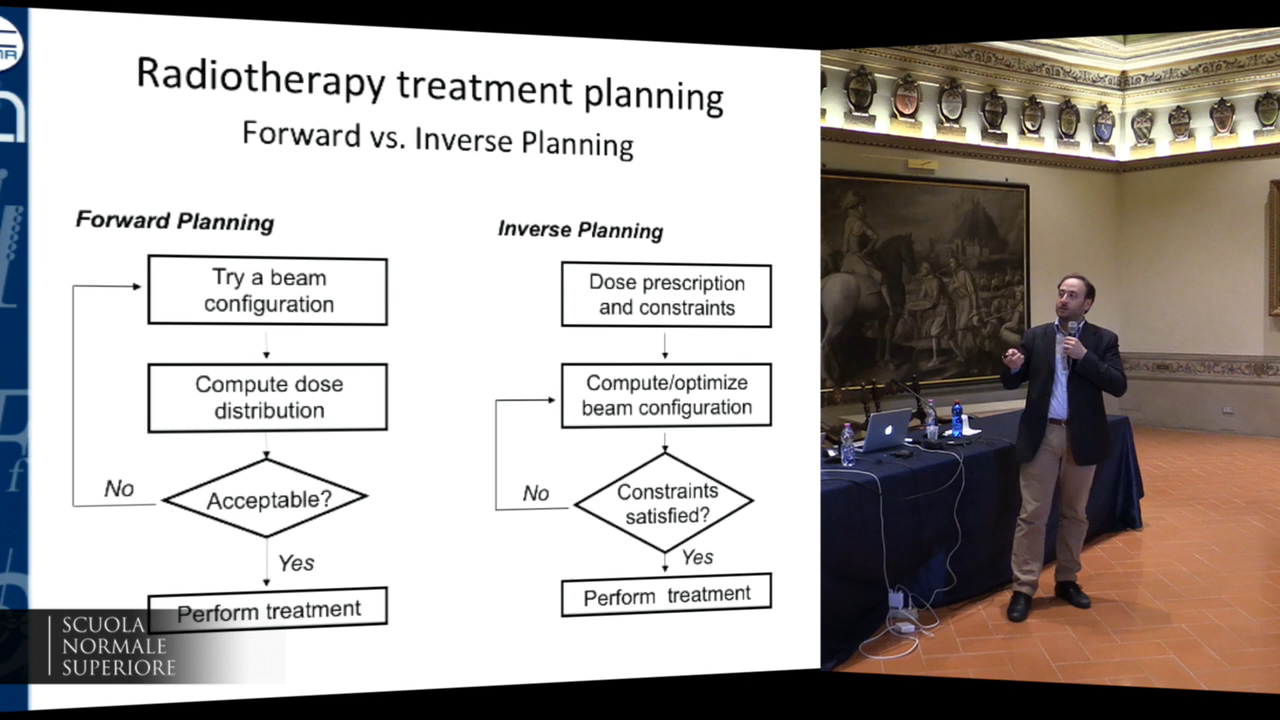 Radiotherapy treatment planning
Forward vs. Inverse Planning
Forward Planning
Try a beam
configuration
Compute dose
distribution
Acceptable?
No
Yes
Perform treatment
Inverse Planning
Dose prescription
and constraints
Compute/optimize
beam configuration
Constraints
satisfied?
No
Yes
Perform treatment
SCUOLA
NORMALE
SUPERIORE